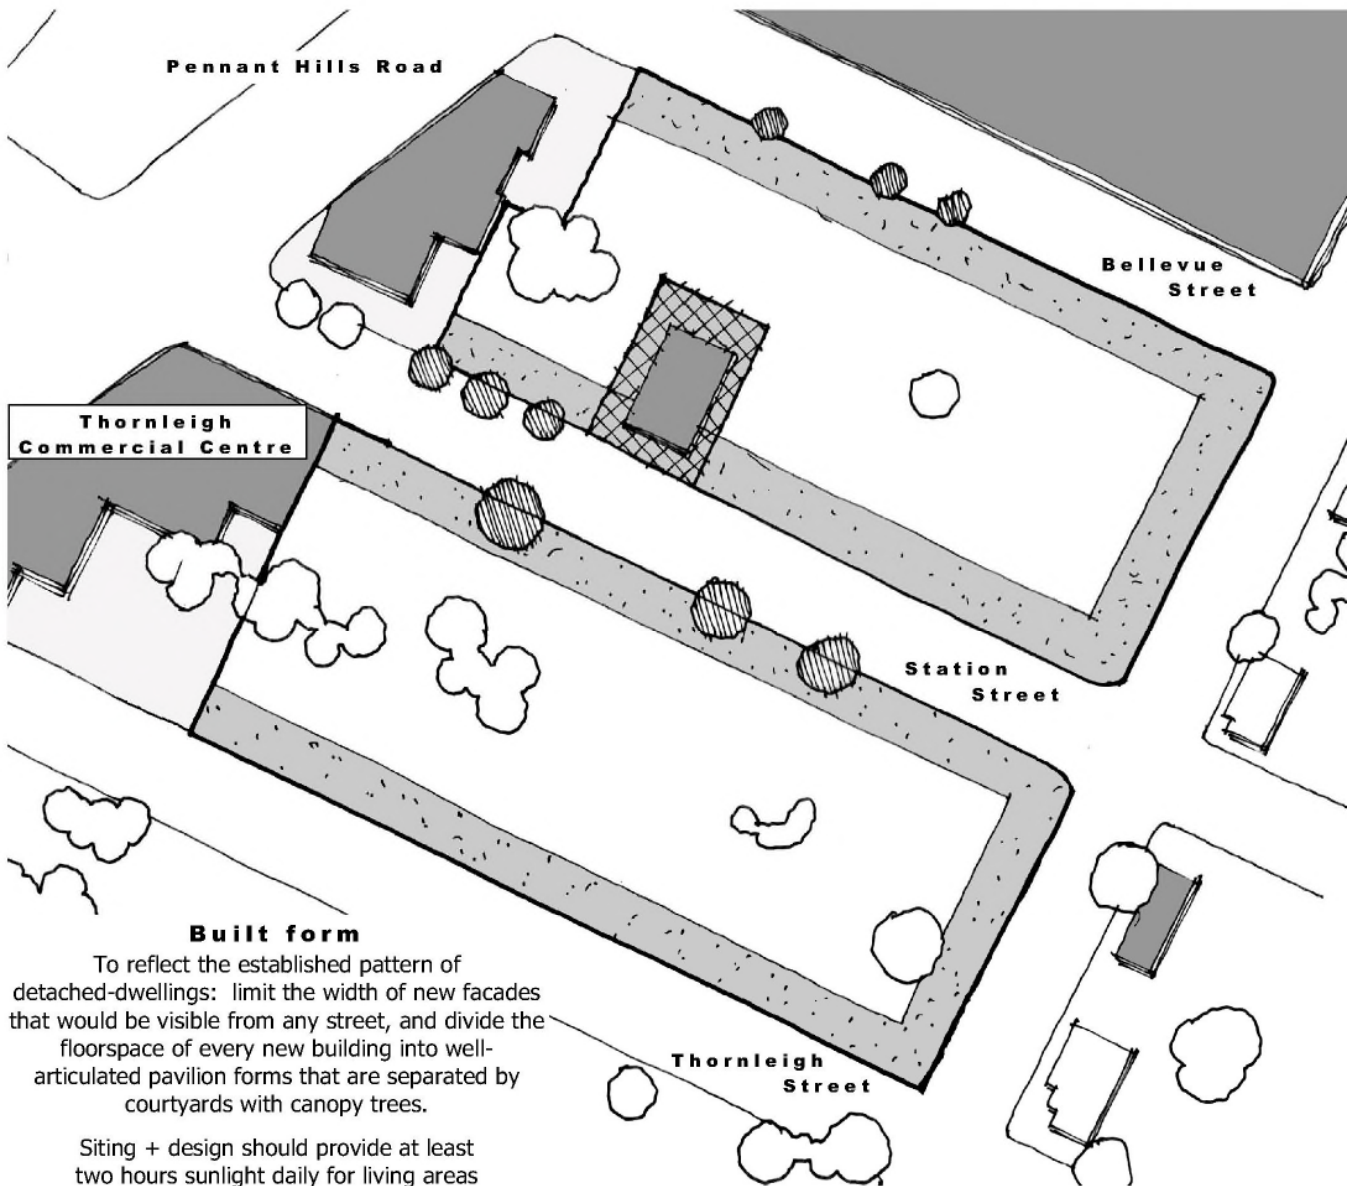 Pennant Hills Road
Bellevue
Street
Thornleigh
Commercial Centre
Station
Street
Built form
To reflect the established pattern of
detached-dwellings: limit the width of new facades
that would be visible from any street, and divide the
floorspace of every new building into well-
articulated pavilion forms that are separated by
courtyards with canopy trees.
Siting + design should provide at least
two hours sunlight daily for living areas
Thornleigh
Street